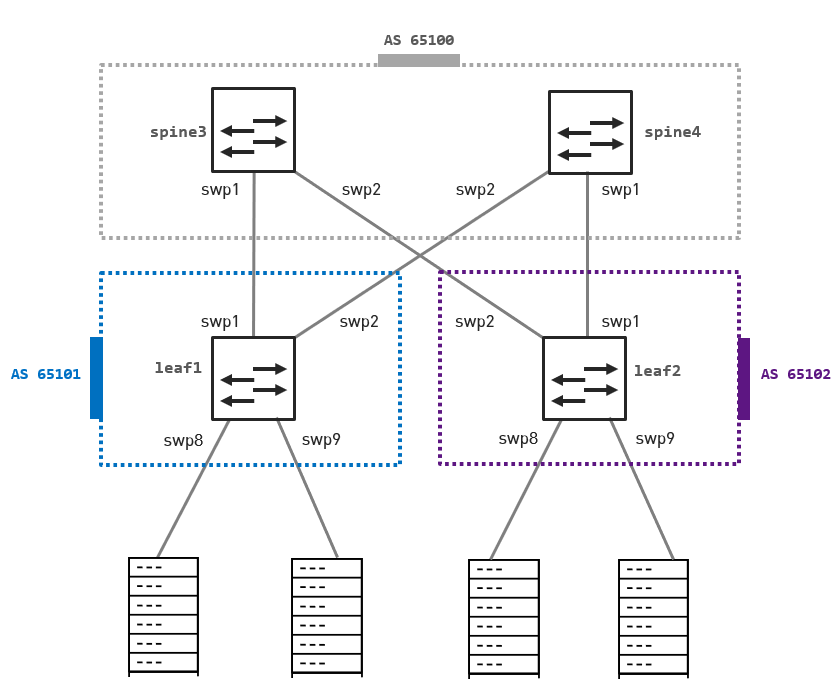 AS 65100
spine3
spine4
swp1
swp2
swp2
swp1
swp1
swp2
swp2
swp1
leaf1
leaf2
AS 65101
AS 65102
swp8
swp9
swp8
swp9